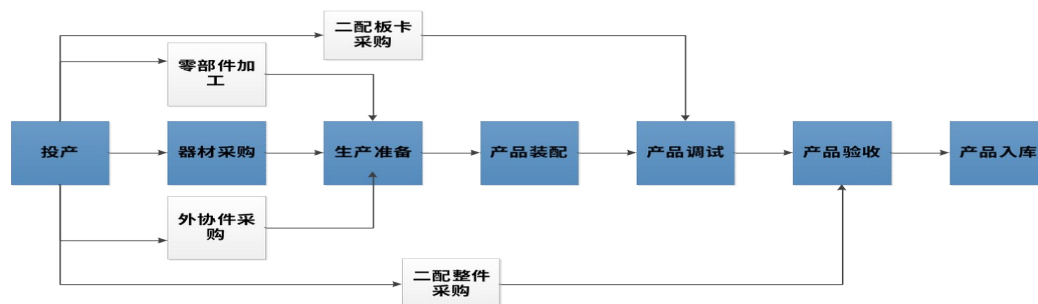 二配板卡
采购
零部件加
工
投产
器材采购
生产准备
产品装配
产品调试
产品验收
产品入库
外协件采
购
二配整件
采购